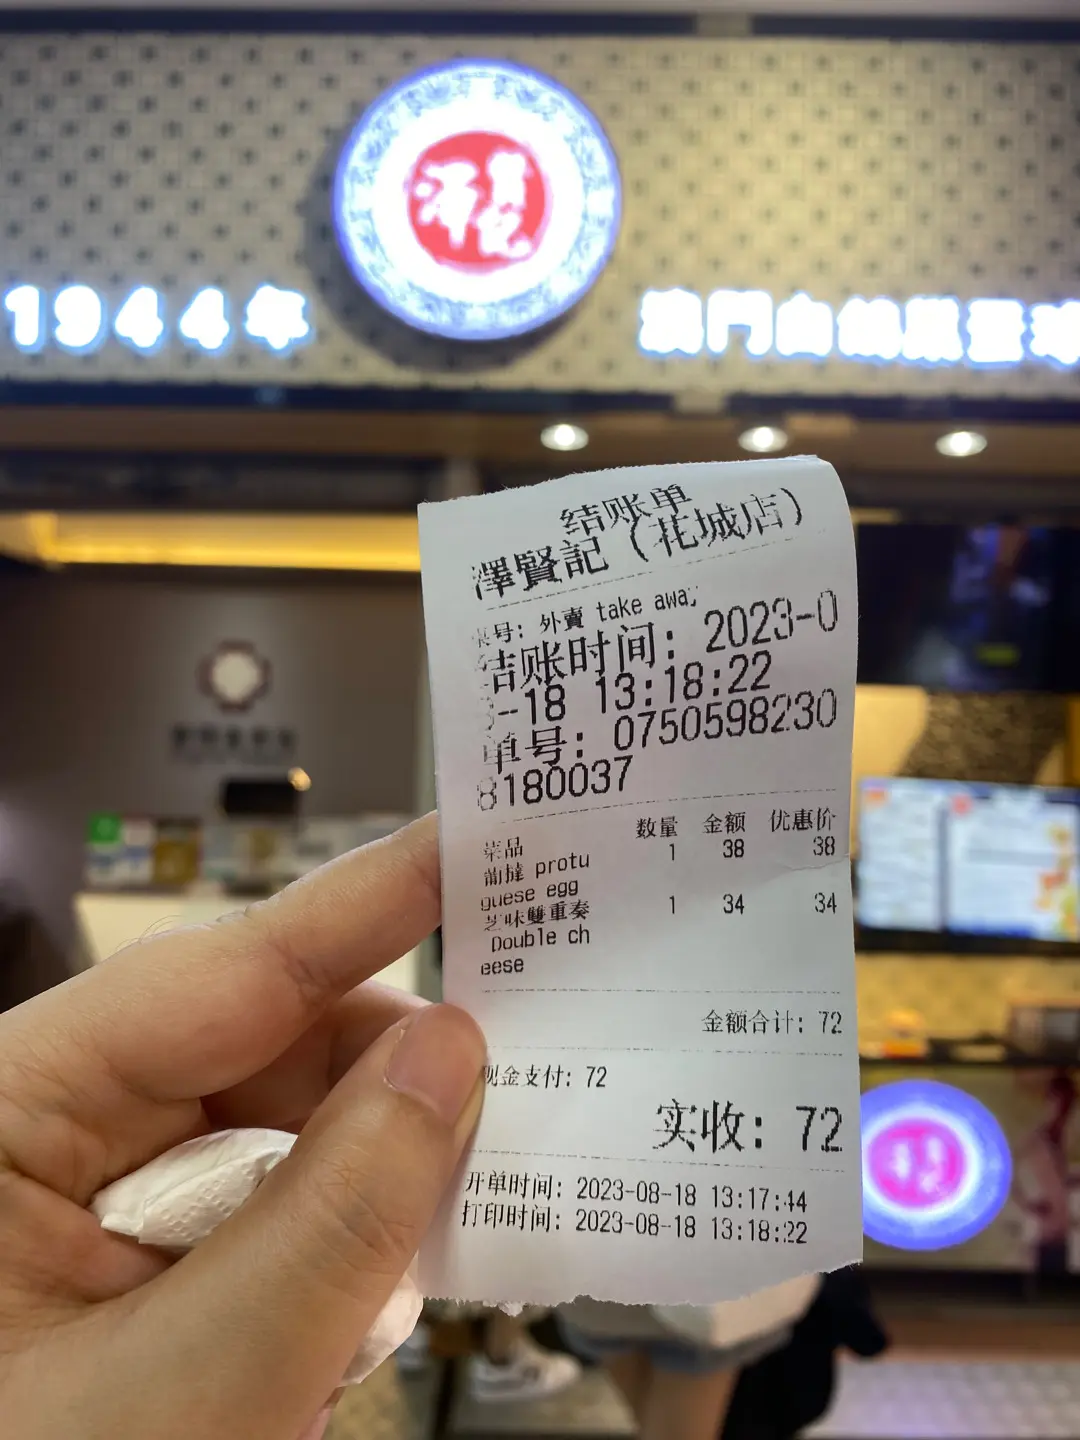 1944年
結账单
澤賢記（花城店）
号: 外賣 take away
结账时间: 2023-0
8-18 13:18:22
单号: 0750598230
8180037
菜品 数量 金额 优惠价
葡撻 protu 1 38 38
guese egg
芝味雙重奏 1 34 34
Double ch
eese
金额合计: 72
现金支付: 72
实收: 72
开单时间: 2023-08-18 13:17:44
打印时间: 2023-08-18 13:18:22